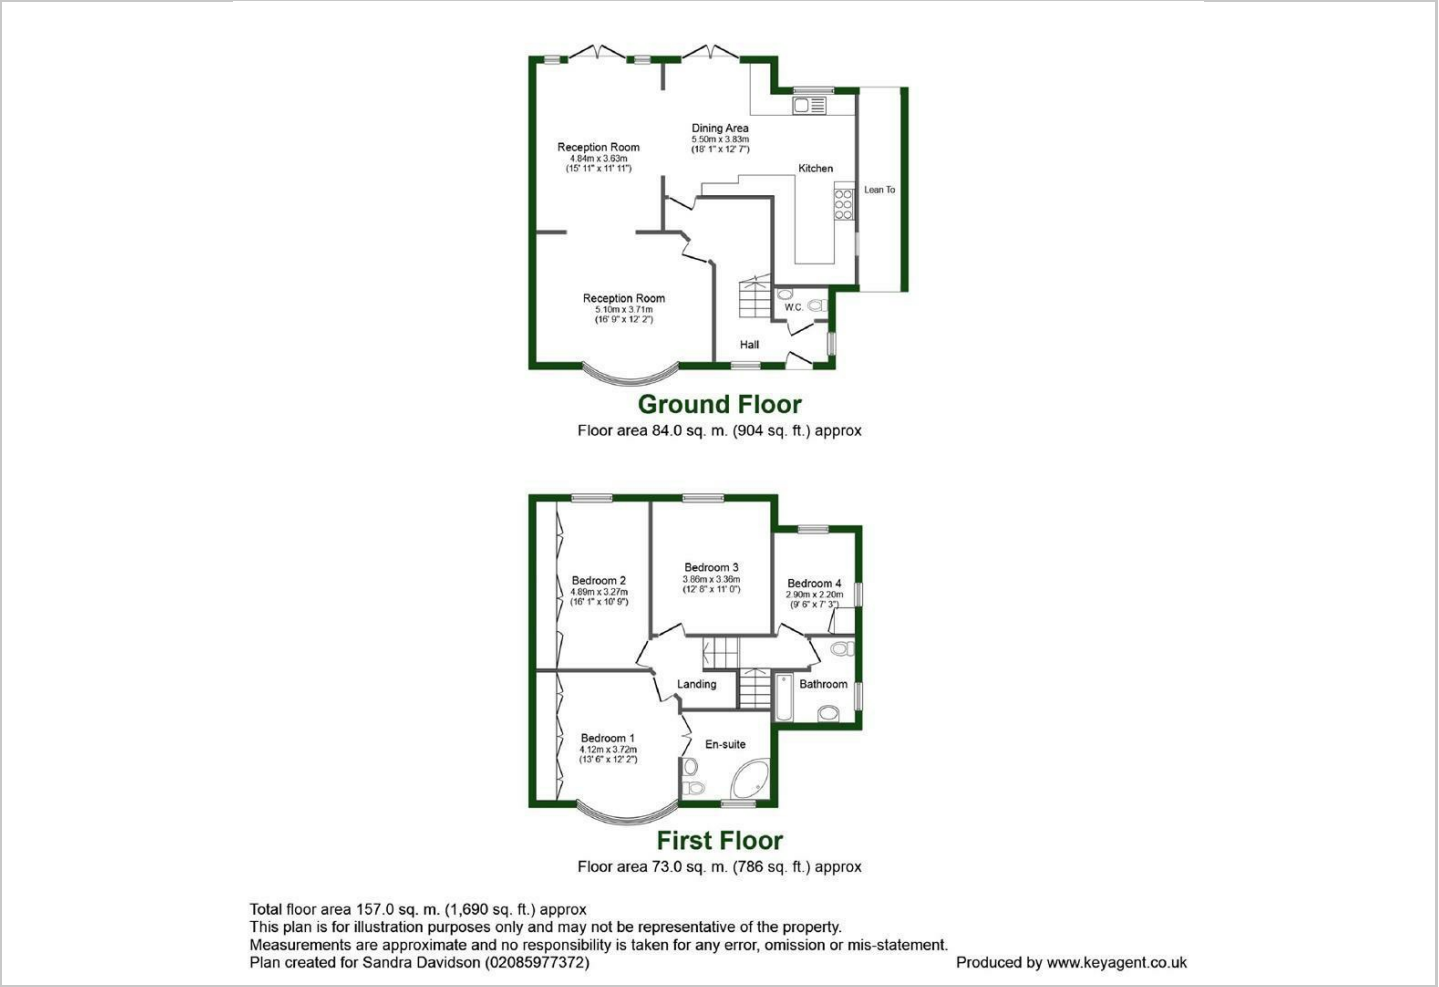 Dining Area
5.50m x 3.83m
(18' 1" x 12' 7")
Reception Room
4.84m x 3.63m
(15' 11" x 11' 11")
Kitchen
Lean To
Reception Room
5.10m x 3.71m
(16' 9" x 12' 2")
W.C.
Hall
Ground Floor
Floor area 84.0 sq. m. (904 sq. ft.) approx
Bedroom 3
3.86m x 3.36m
(12' 8" x 11' 0")
Bedroom 2
4.89m x 3.27m
(16' 1" x 10' 9")
Bedroom 4
2.90m x 2.20m
(9' 6" x 7' 3")
Landing
Bathroom
Bedroom 1
4.12m x 3.72m
(13' 6" x 12' 2")
En-suite
First Floor
Floor area 73.0 sq. m. (786 sq. ft.) approx
Total floor area 157.0 sq. m. (1,690 sq. ft.) approx
This plan is for illustration purposes only and may not be representative of the property.
Measurements are approximate and no responsibility is taken for any error, omission or mis-statement.
Plan created for Sandra Davidson (02085977372)
Produced by www.keyagent.co.uk